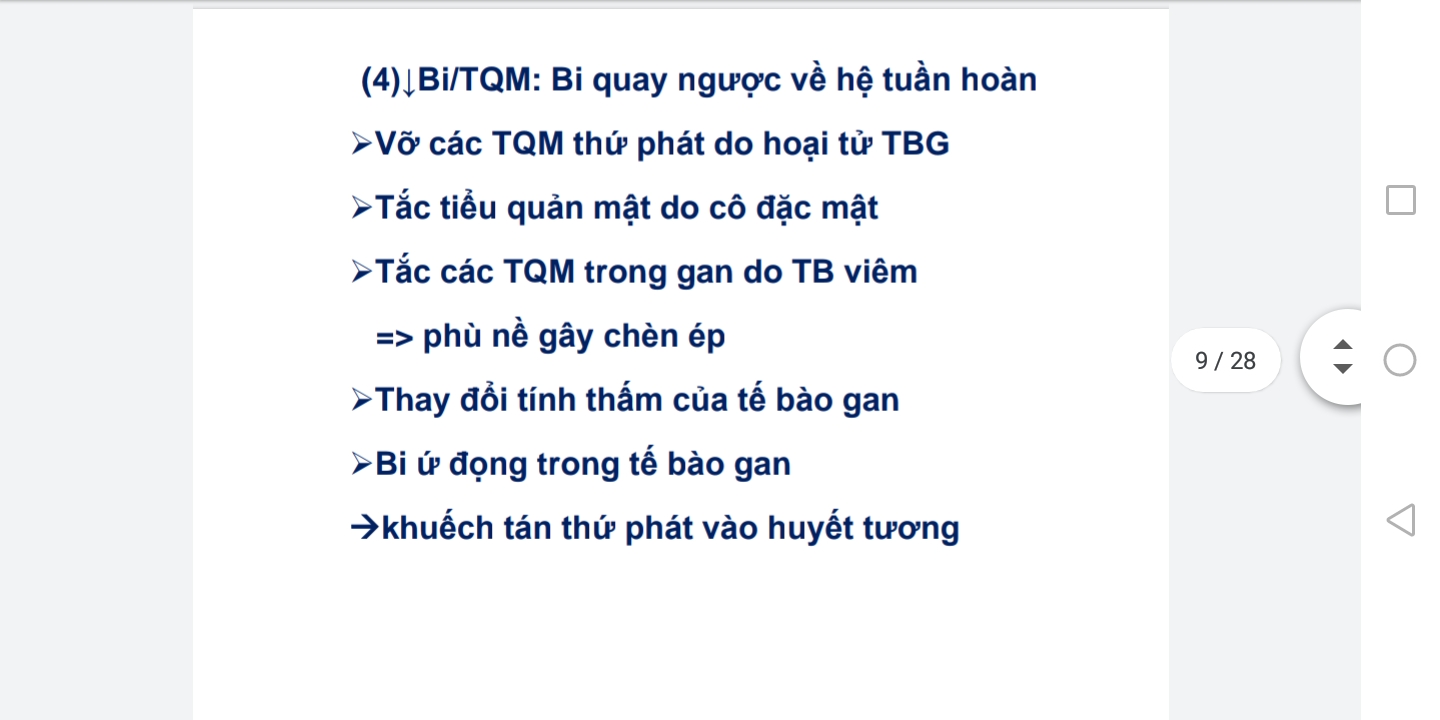 (4)↓Bi/TQM: Bi quay ngược về hệ tuần hoàn
➢Vỡ các TQM thứ phát do hoại tử TBG
➢Tắc tiểu quản mật do cô đặc mật
➢Tắc các TQM trong gan do TB viêm
=> phù nề gây chèn ép
➢Thay đổi tính thấm của tế bào gan
➢Bi ứ đọng trong tế bào gan
→khuếch tán thứ phát vào huyết tương
9 / 28